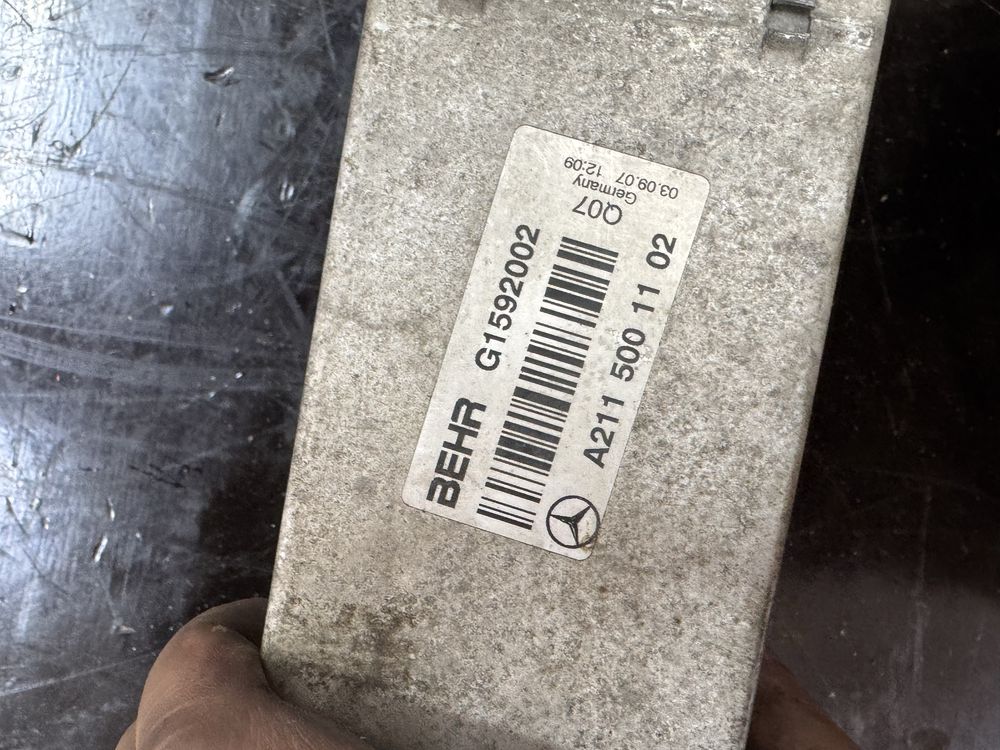 BEHR G1592002
A211 500 11 02
Q07
Germany
03.09.07 12:09